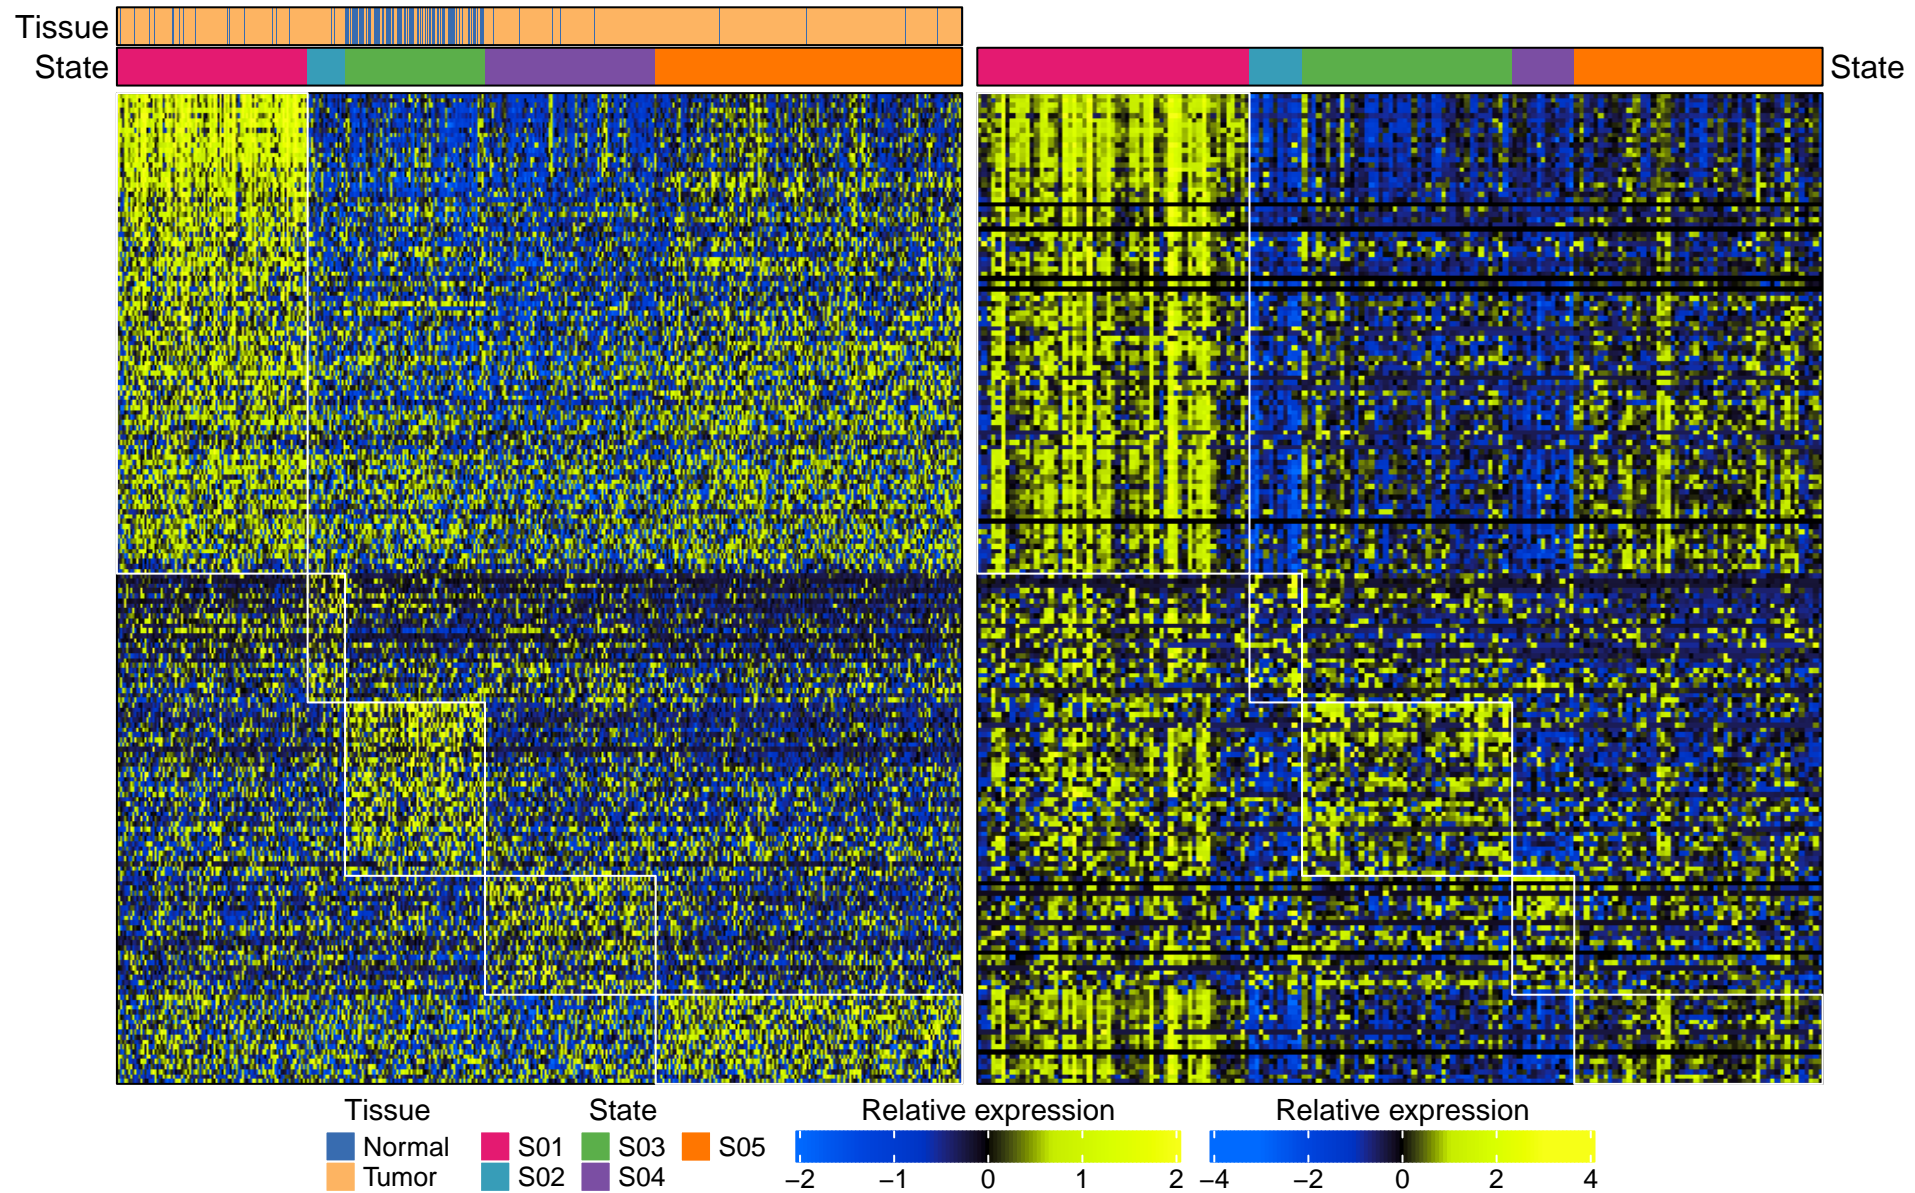 Tissue
State
State
Tissue State Relative expression Relative expression
Normal S01 S03 S05
Tumor S02 S04
−2 −1 0 1 2 −4 −2 0 2 4